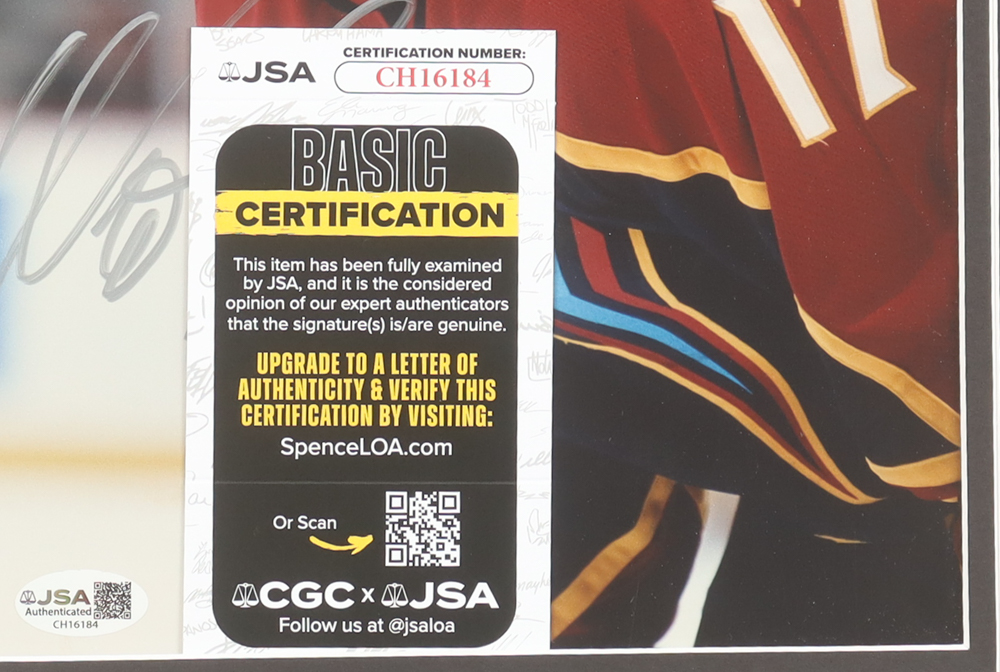 JSA
CERTIFICATION NUMBER:
CH16184
BASIC
CERTIFICATION
This item has been fully examined
by JSA, and it is the considered
opinion of our expert authenticators
that the signature(s) is/are genuine.
UPGRADE TO A LETTER OF
AUTHENTICITY & VERIFY THIS
CERTIFICATION BY VISITING:
SpenceLOA.com
Or Scan
CGC x JSA
Follow us at @jsaloa
JSA
Authenticated
CH16184
17